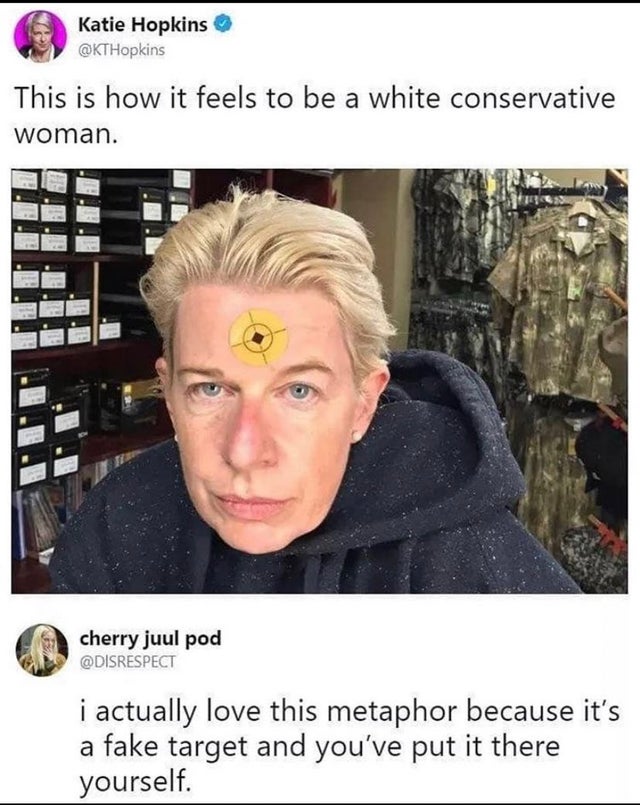 Katie Hopkins
@KTHopkins
This is how it feels to be a white conservative
woman.
cherry juul pod
@DISRESPECT
i actually love this metaphor because it's
a fake target and you've put it there
yourself.